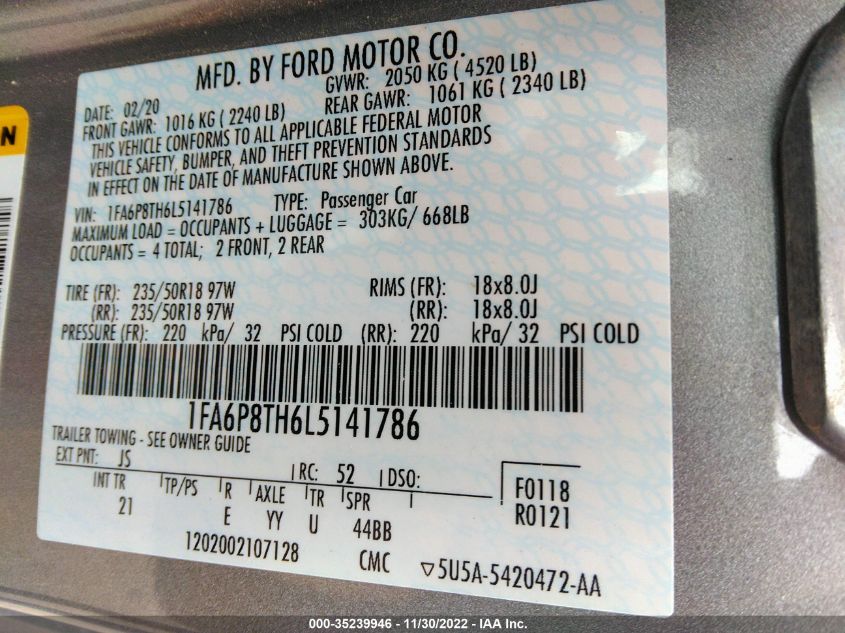 MFD. BY FORD MOTOR CO.
DATE: 02/20 GVWR: 2050 KG ( 4520 LB)
FRONT GAWR: 1016 KG ( 2240 LB) REAR GAWR: 1061 KG ( 2340 LB)
THIS VEHICLE CONFORMS TO ALL APPLICABLE FEDERAL MOTOR
VEHICLE SAFETY, BUMPER, AND THEFT PREVENTION STANDARDS
IN EFFECT ON THE DATE OF MANUFACTURE SHOWN ABOVE.
VIN: 1FA6P8TH6L5141786 TYPE: Passenger Car
MAXIMUM LOAD = OCCUPANTS + LUGGAGE = 303KG/ 668LB
OCCUPANTS = 4 TOTAL; 2 FRONT, 2 REAR
TIRE (FR): 235/50R18 97W RIMS (FR): 18x8.0J
(RR): 235/50R18 97W (RR): 18x8.0J
PRESSURE (FR): 220 kPa/ 32 PSI COLD (RR): 220 kPa/ 32 PSI COLD
1FA6P8TH6L5141786
TRAILER TOWING - SEE OWNER GUIDE
EXT PNT: JS RC: 52 DSO:
INT TR TP/PS R AXLE TR SPR F0118
21 E YY U 44BB R0121
1202002107128 CMC ▽5U5A-5420472-AA
N
000-35239946 - 11/30/2022 - IAA Inc.